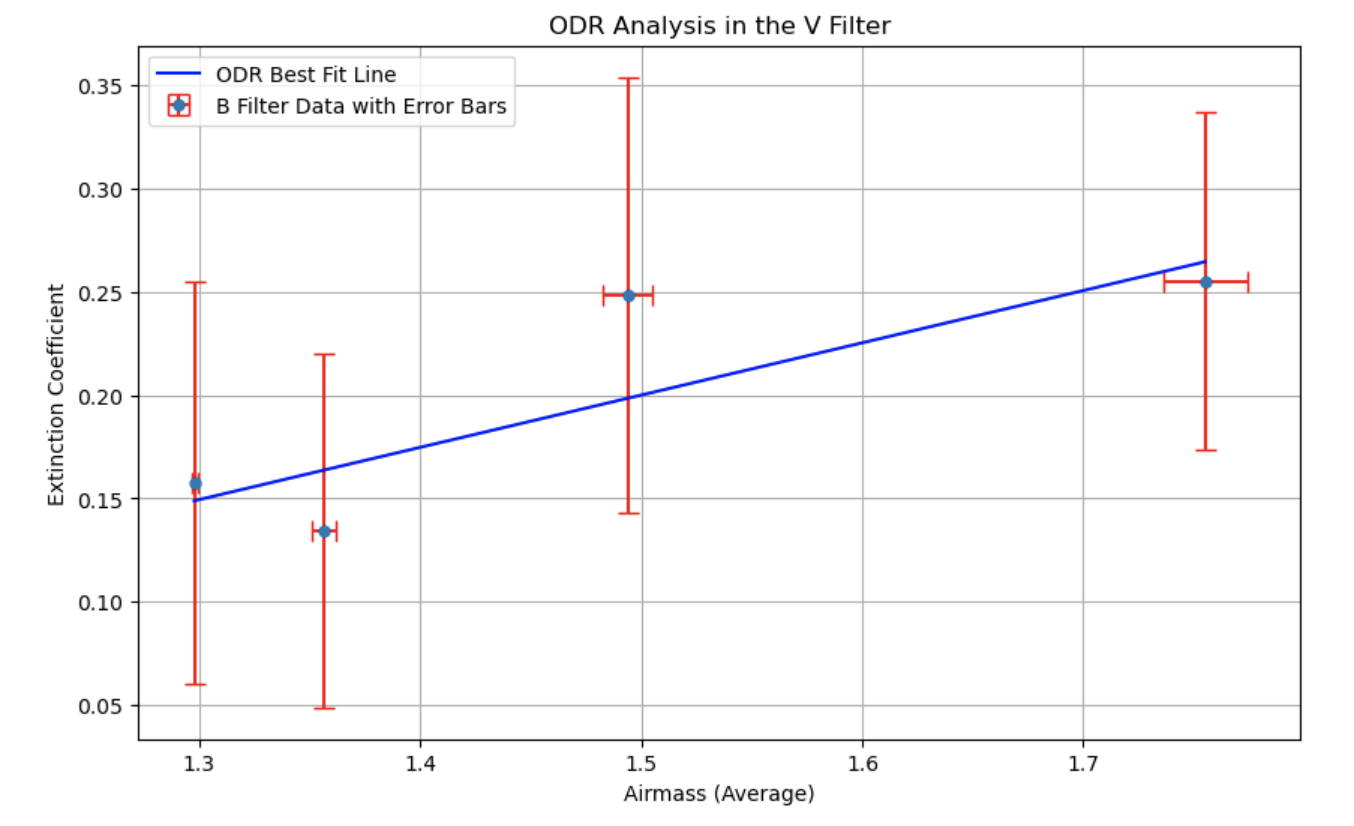 ODR Analysis in the V Filter
ODR Best Fit Line
B Filter Data with Error Bars
Extinction Coefficient
0.35
0.30
0.25
0.20
0.15
0.10
0.05
1.3 1.4 1.5 1.6 1.7
Airmass (Average)